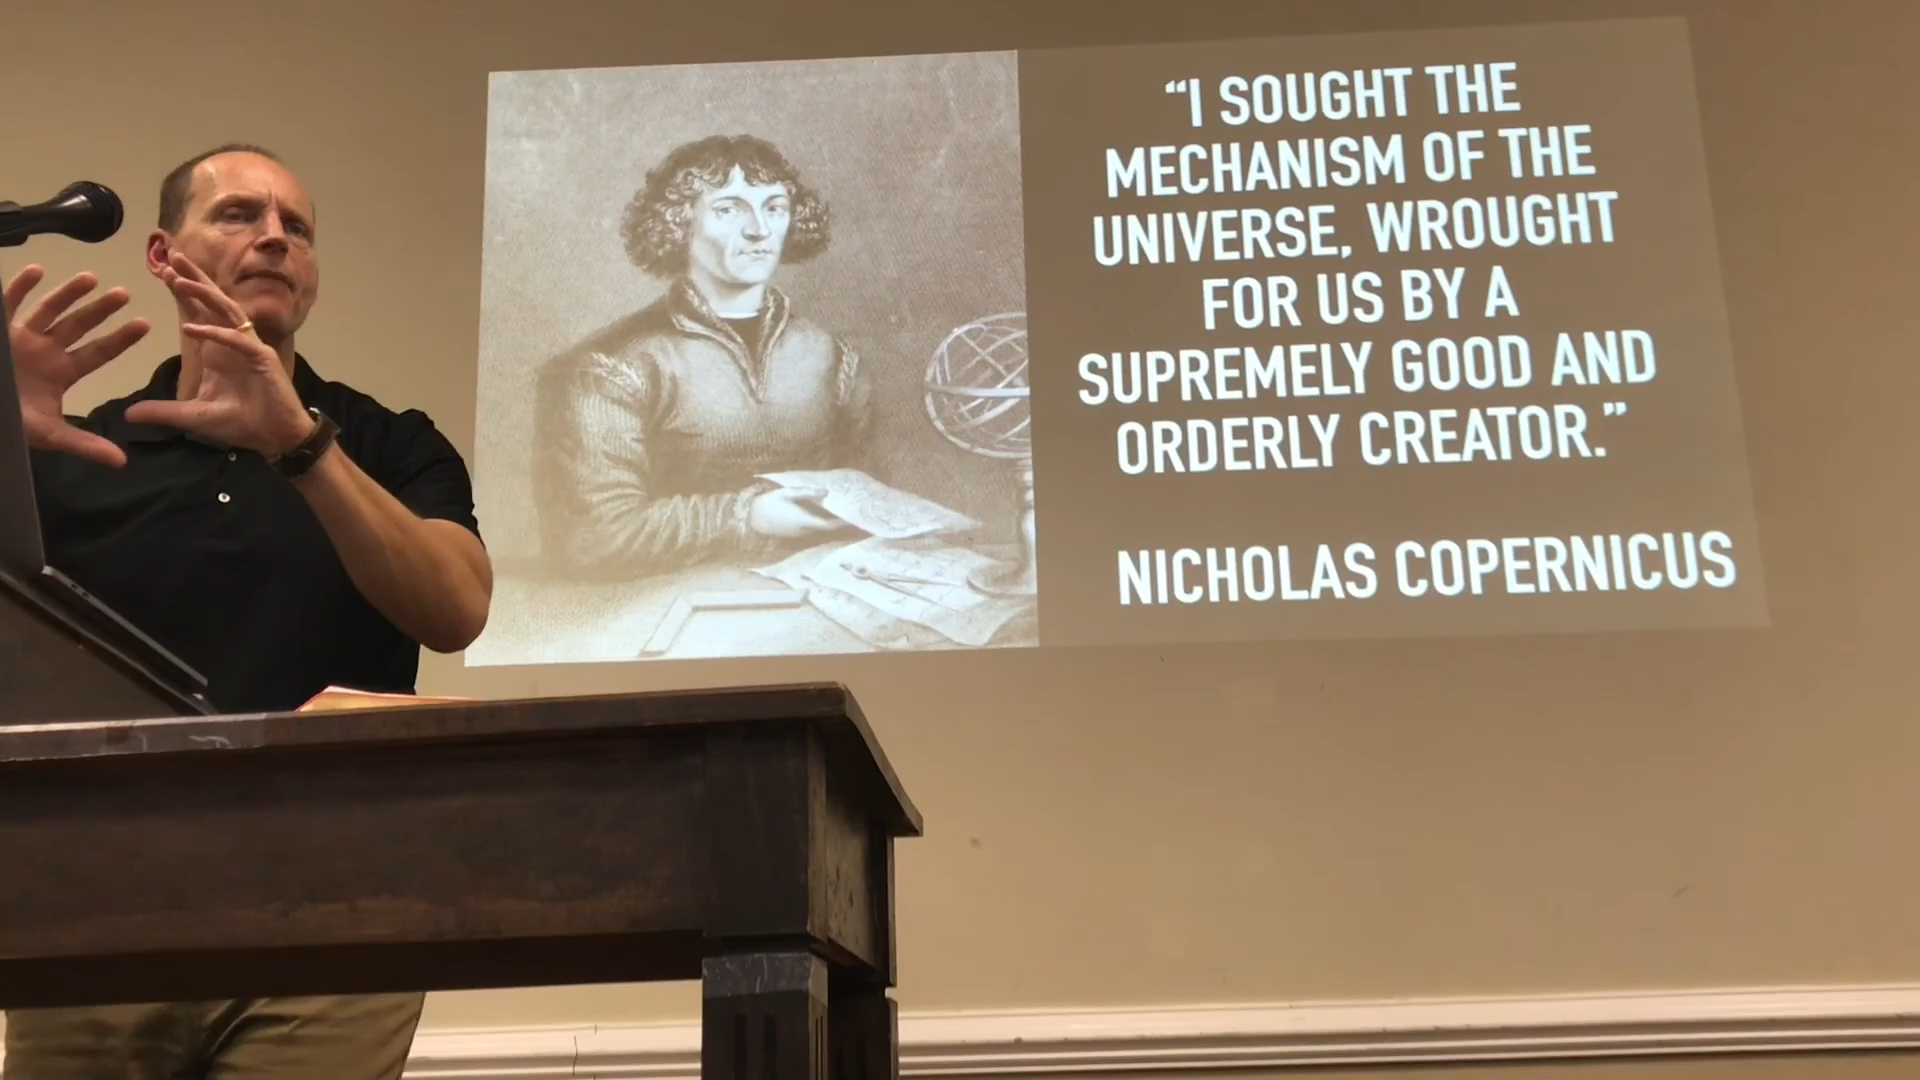 “I SOUGHT THE
MECHANISM OF THE
UNIVERSE, WROUGHT
FOR US BY A
SUPREMELY GOOD AND
ORDERLY CREATOR.”
NICHOLAS COPERNICUS